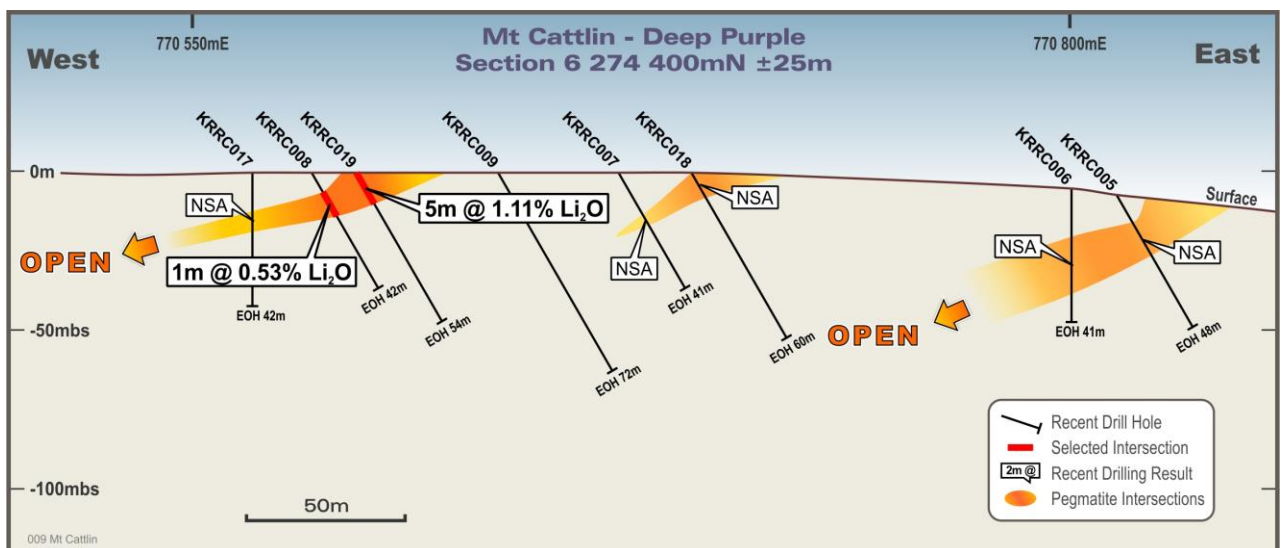 770 550mE
770 800mE
West
Mt Cattlin - Deep Purple
Section 6 274 400mN ±25m
East
KRRC017
KRRC008
KRRC019
KRRC009
KRRC007
KRRC018
KRRC006
KRRC005
0m
Surface
NSA
5m @ 1.11% Li₂O
NSA
NSA
NSA
NSA
OPEN
1m @ 0.53% Li₂O
EOH 42m
EOH 42m
EOH 54m
EOH 72m
EOH 41m
EOH 60m
OPEN
EOH 41m
EOH 48m
-50mbs
-100mbs
50m
Recent Drill Hole
Selected Intersection
2m @ Recent Drilling Result
Pegmatite Intersections
009 Mt Cattlin